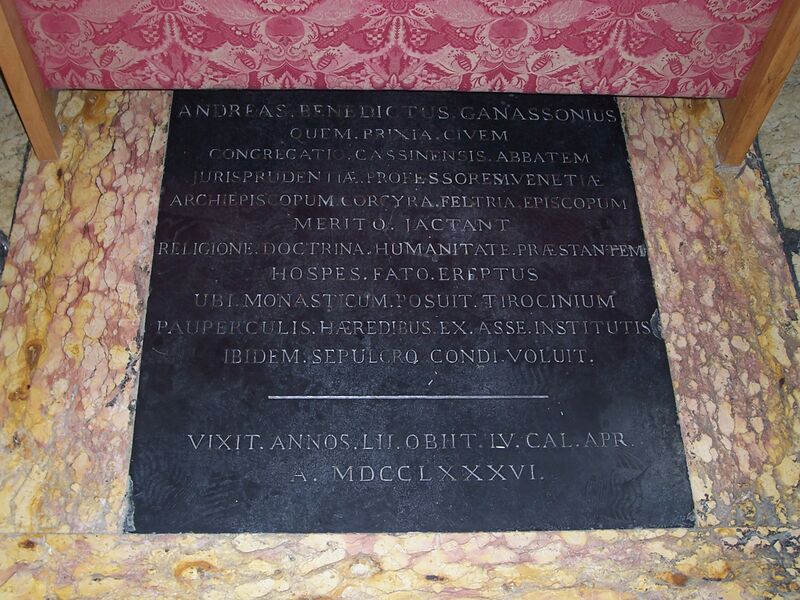 ANDREAS. BENEDICTUS. GANASSONIUS
QUEM. BRIXIA. CIVEM
CONGREGATIO. CASSINENSIS. ABBATEM
JURISPRUDENTIÆ. PROFESSOREM. VENETIÆ
ARCHIEPISCOPUM. CORCYRA. FELTRIA. EPISCOPUM
MERITO. JACTANT
RELIGIONE. DOCTRINA. HUMANITATE. PRÆSTANTEM
HOSPES. FATO. EREPTUS
UBI. MONASTICUM. POSUIT. TIROCINIUM
PAUPERCULIS. HÆREDIBUS. EX. ASSE. INSTITUTIS
IBIDEM. SEPULCRO. CONDI. VOLUIT.
VIXIT. ANNOS. LII. OBIIT. IV. CAL. APR.
A. MDCCLXXXVI.